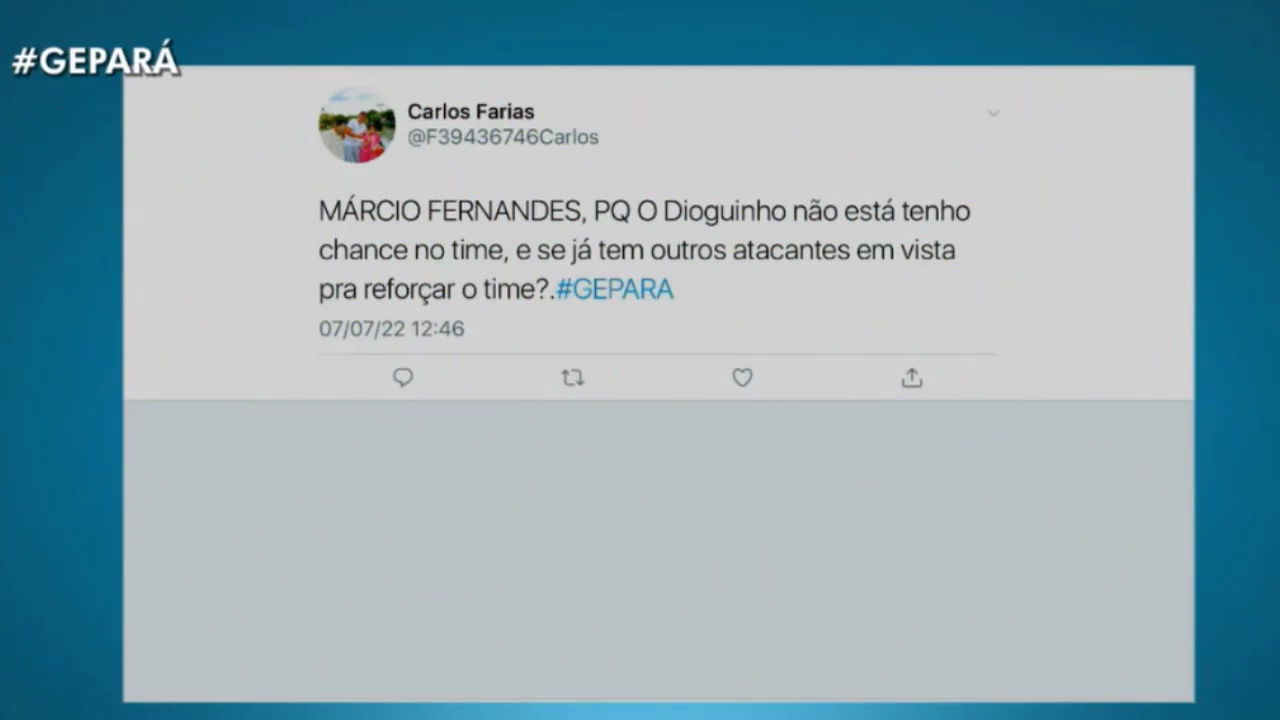 #GEPARÁ
Carlos Farias
@F39436746Carlos
MÁRCIO FERNANDES, PQ O Dioguinho não está tenho
chance no time, e se já tem outros atacantes em vista
pra reforçar o time?.#GEPARA
07/07/22 12:46